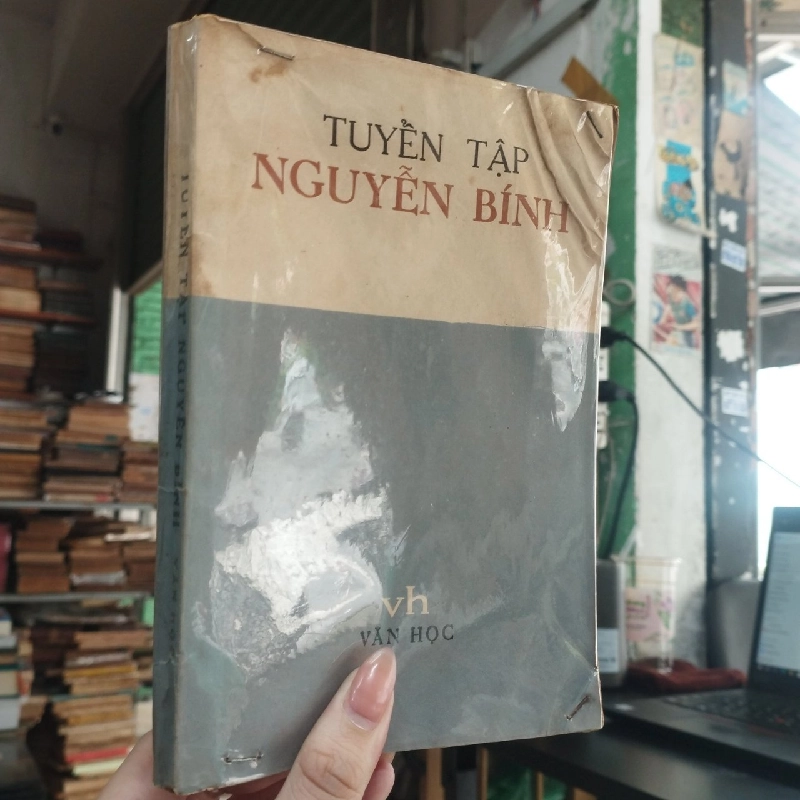 TUYỂN TẬP
NGUYỄN BÍNH
vh
VĂN HỌC
TUYỂN TẬP NGUYỄN BÍNH